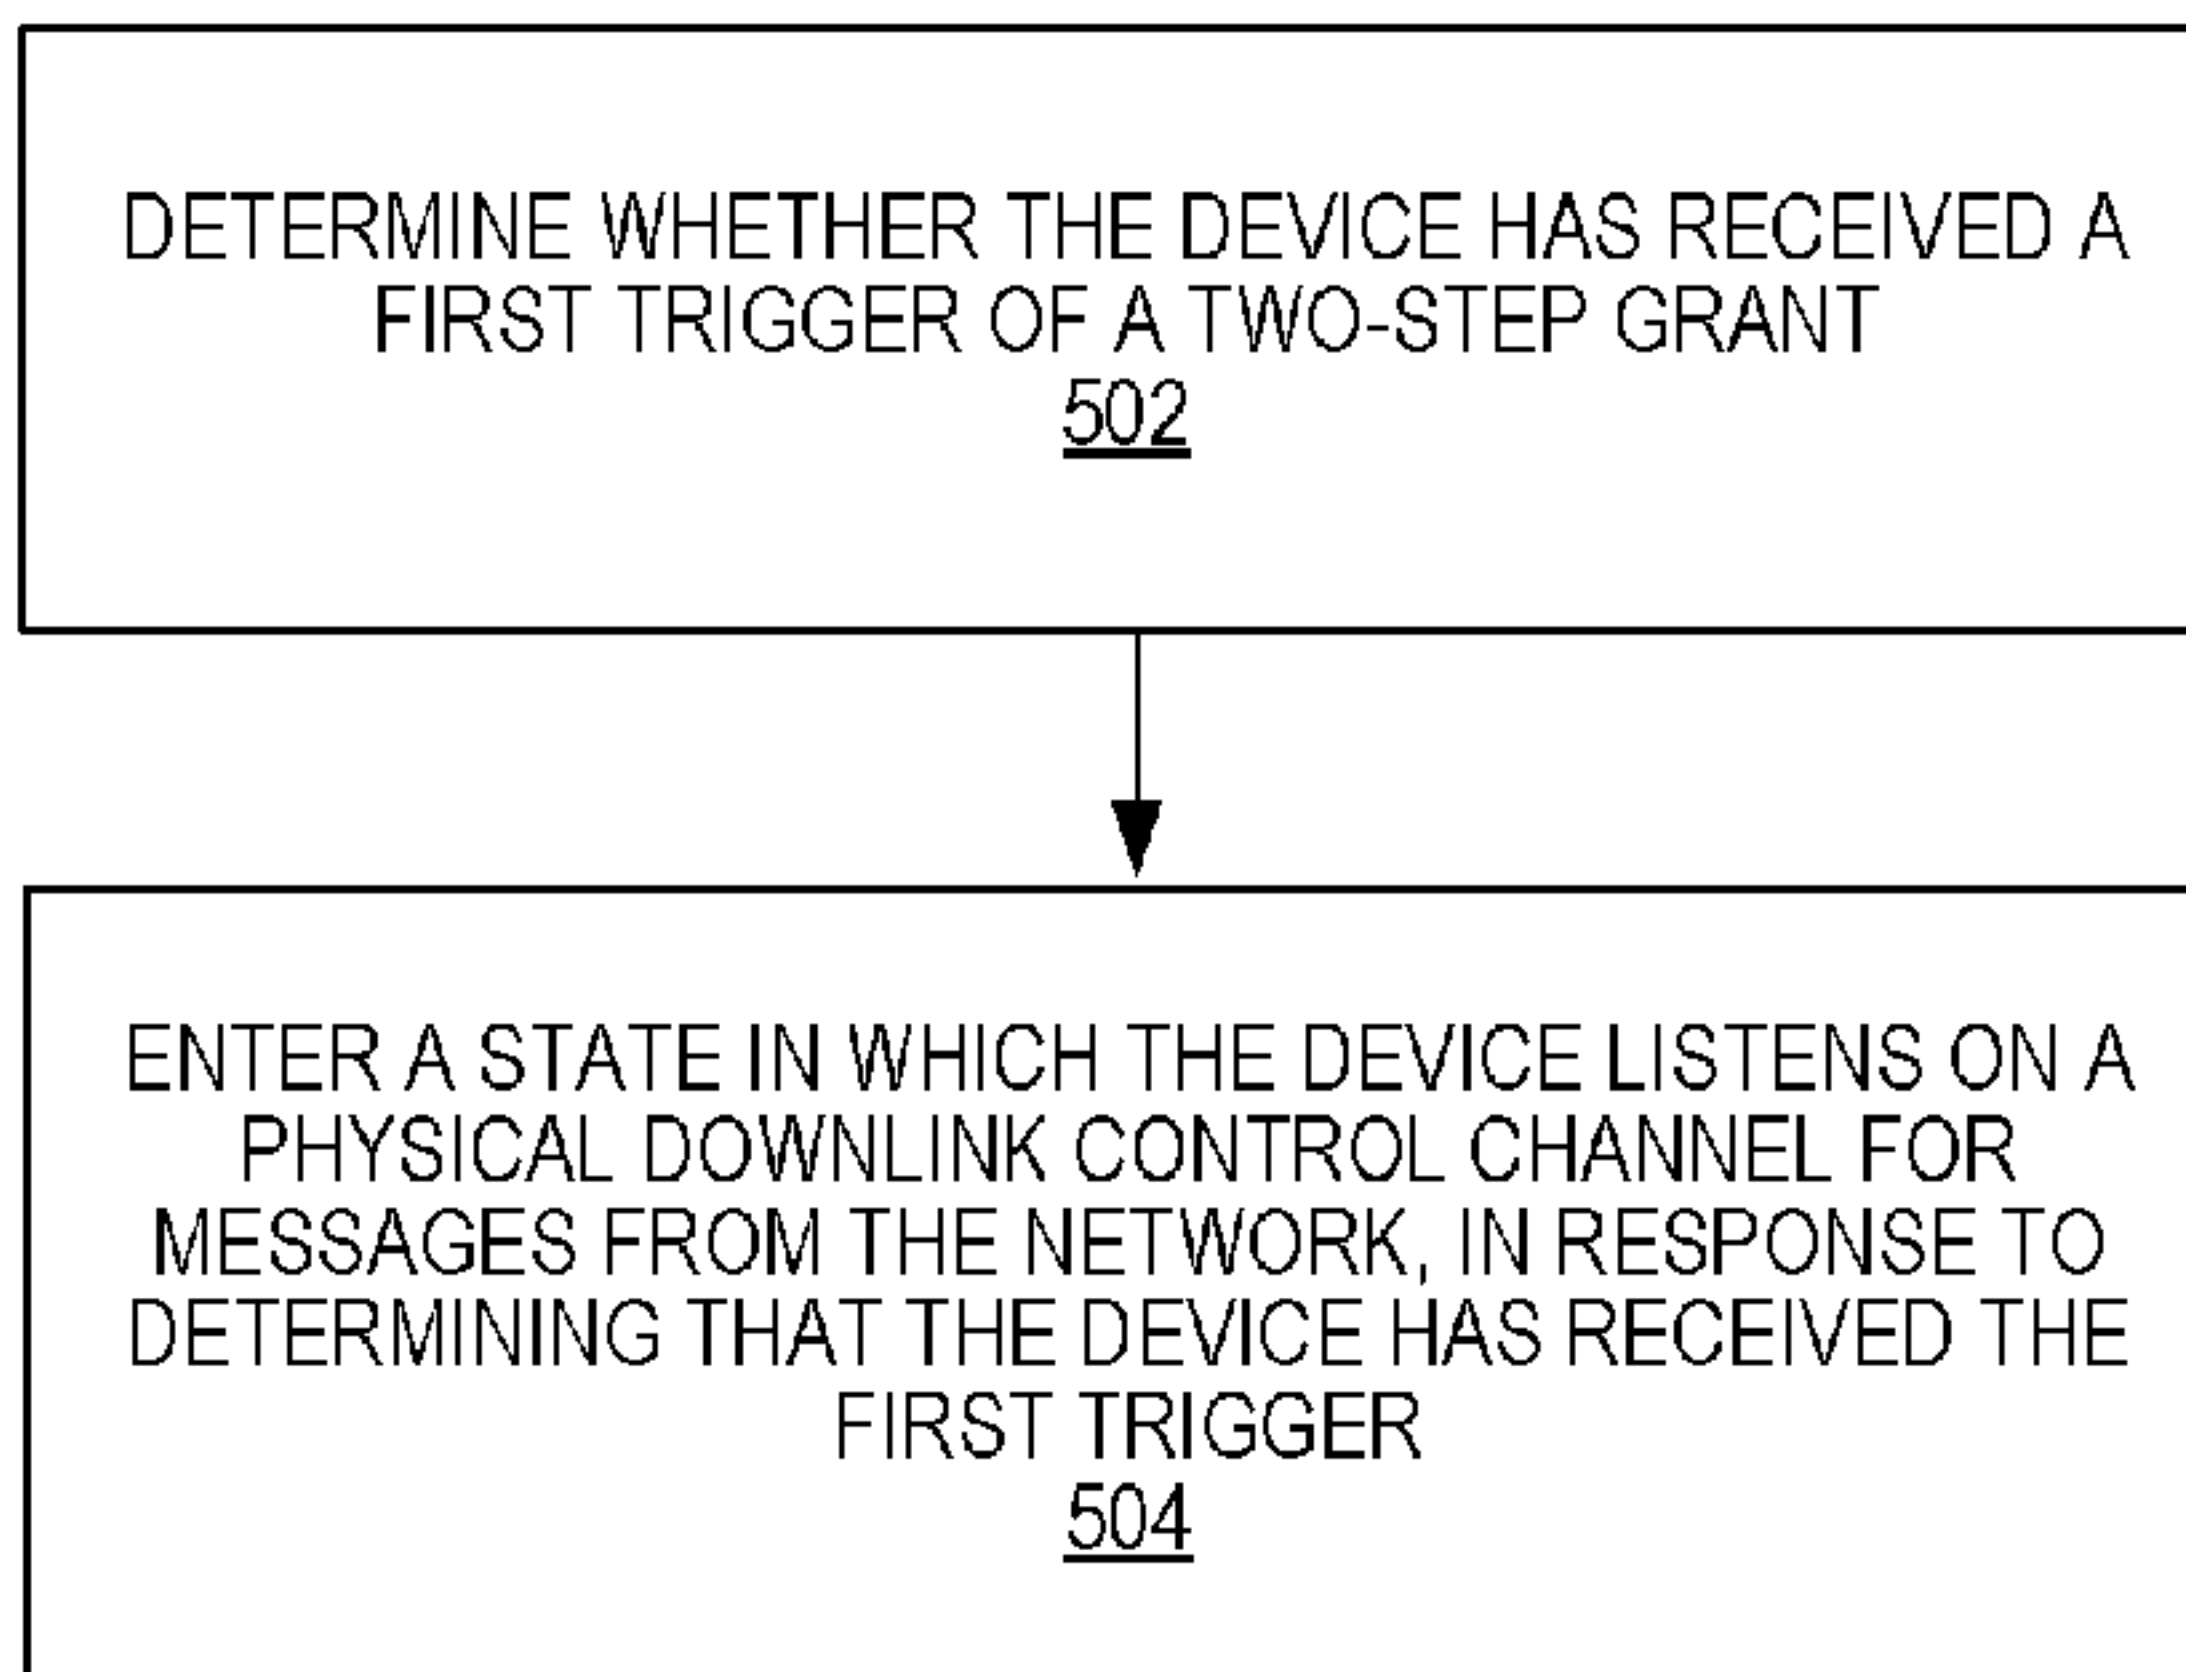 DETERMINE WHETHER THE DEVICE HAS RECEIVED A
FIRST TRIGGER OF A TWO-STEP GRANT
502
ENTER A STATE IN WHICH THE DEVICE LISTENS ON A
PHYSICAL DOWNLINK CONTROL CHANNEL FOR
MESSAGES FROM THE NETWORK, IN RESPONSE TO
DETERMINING THAT THE DEVICE HAS RECEIVED THE
FIRST TRIGGER
504